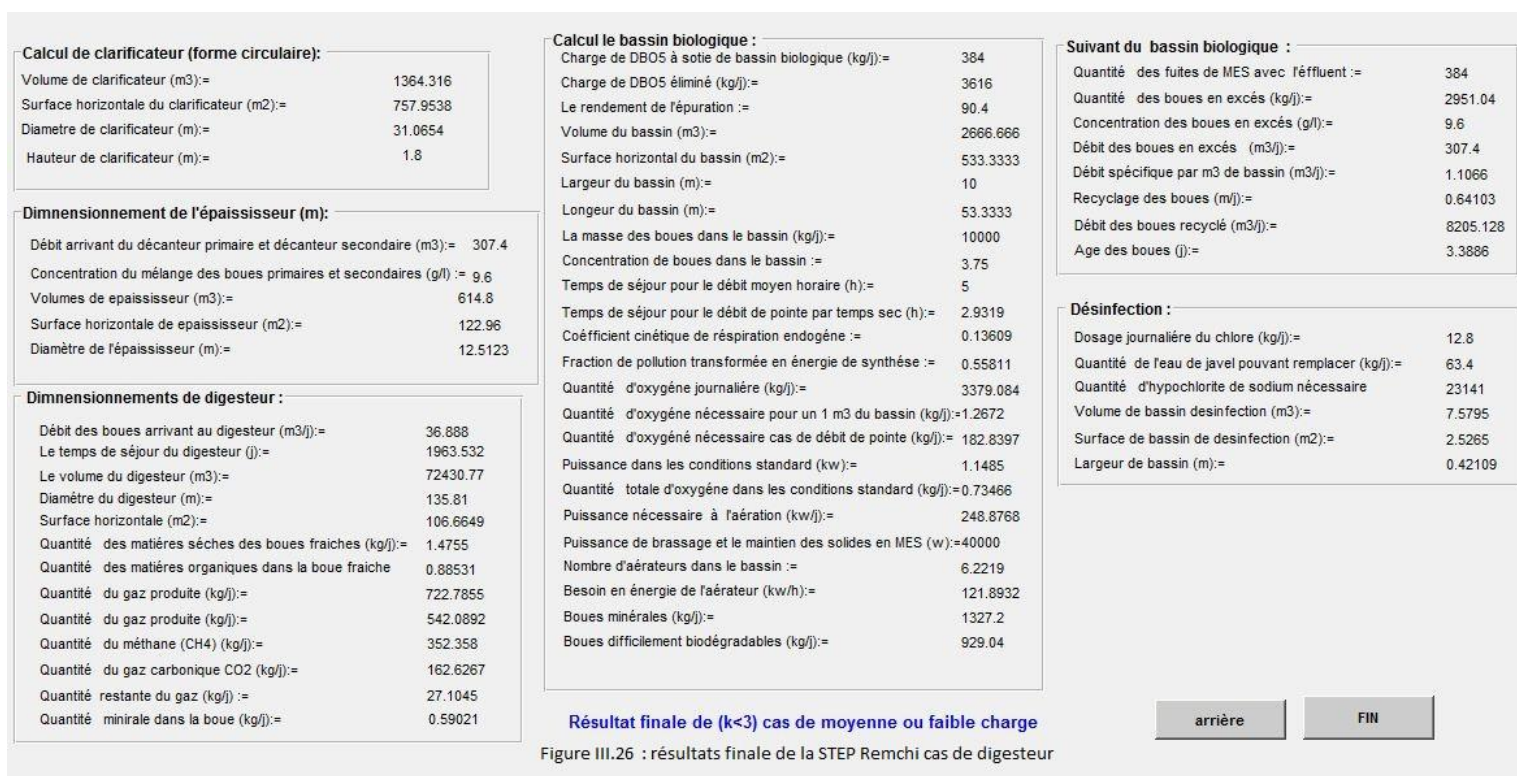 Calcul de clarificateur (forme circulaire):
Volume de clarificateur (m3):= 1364.316
Surface horizontale du clarificateur (m2):= 757.9538
Diametre de clarificateur (m):= 31.0654
Hauteur de clarificateur (m):= 1.8
Dimnensionnement de l'épaississeur (m):
Débit arrivant du décanteur primaire et décanteur secondaire (m3):= 307.4
Concentration du mélange des boues primaires et secondaires (g/l) := 9.6
Volumes de epaississeur (m3):= 614.8
Surface horizontale de epaississeur (m2):= 122.96
Diamètre de l'épaississeur (m):= 12.5123
Dimnensionnements de digesteur :
Débit des boues arrivant au digesteur (m3/j):= 36.888
Le temps de séjour du digesteur (j):= 1963.532
Le volume du digesteur (m3):= 72430.77
Diamétre du digesteur (m):= 135.81
Surface horizontale (m2):= 106.6649
Quantité des matiéres séches des boues fraiches (kg/j):= 1.4755
Quantité des matiéres organiques dans la boue fraiche 0.88531
Quantité du gaz produite (kg/j):= 722.7855
Quantité du gaz produite (kg/j):= 542.0892
Quantité du méthane (CH4) (kg/j):= 352.358
Quantité du gaz carbonique CO2 (kg/j):= 162.6267
Quantité restante du gaz (kg/j) := 27.1045
Quantité minirale dans la boue (kg/j):= 0.59021
Calcul le bassin biologique :
Charge de DBO5 à sotie de bassin biologique (kg/j):= 384
Charge de DBO5 éliminé (kg/j):= 3616
Le rendement de l'épuration := 90.4
Volume du bassin (m3):= 2666.666
Surface horizontal du bassin (m2):= 533.3333
Largeur du bassin (m):= 10
Longeur du bassin (m):= 53.3333
La masse des boues dans le bassin (kg/j):= 10000
Concentration de boues dans le bassin := 3.75
Temps de séjour pour le débit moyen horaire (h):= 5
Temps de séjour pour le débit de pointe par temps sec (h):= 2.9319
Coéfficient cinétique de réspiration endogéne := 0.13609
Fraction de pollution transformée en énergie de synthése := 0.55811
Quantité d'oxygéne journaliére (kg/j):= 3379.084
Quantité d'oxygéne nécessaire pour un 1 m3 du bassin (kg/j):=1.2672
Quantité d'oxygéné nécessaire cas de débit de pointe (kg/j):= 182.8397
Puissance dans les conditions standard (kw):= 1.1485
Quantité totale d'oxygéne dans les conditions standard (kg/j):=0.73466
Puissance nécessaire à l'aération (kw/j):= 248.8768
Puissance de brassage et le maintien des solides en MES (w):=40000
Nombre d'aérateurs dans le bassin := 6.2219
Besoin en énergie de l'aérateur (kw/h):= 121.8932
Boues minérales (kg/j):= 1327.2
Boues difficilement biodégradables (kg/j):= 929.04
Suivant du bassin biologique :
Quantité des fuites de MES avec l'éffluent := 384
Quantité des boues en excés (kg/j):= 2951.04
Concentration des boues en excés (g/l):= 9.6
Débit des boues en excés (m3/j):= 307.4
Débit spécifique par m3 de bassin (m3/j):= 1.1066
Recyclage des boues (m/j):= 0.64103
Débit des boues recyclé (m3/j):= 8205.128
Age des boues (j):= 3.3886
Désinfection :
Dosage journaliére du chlore (kg/j):= 12.8
Quantité de l'eau de javel pouvant remplacer (kg/j):= 63.4
Quantité d'hypochlorite de sodium nécessaire 23141
Volume de bassin desinfection (m3):= 7.5795
Surface de bassin de desinfection (m2):= 2.5265
Largeur de bassin (m):= 0.42109
Résultat finale de (k<3) cas de moyenne ou faible charge
arrière
FIN
Figure III.26 : résultats finale de la STEP Remchi cas de digesteur